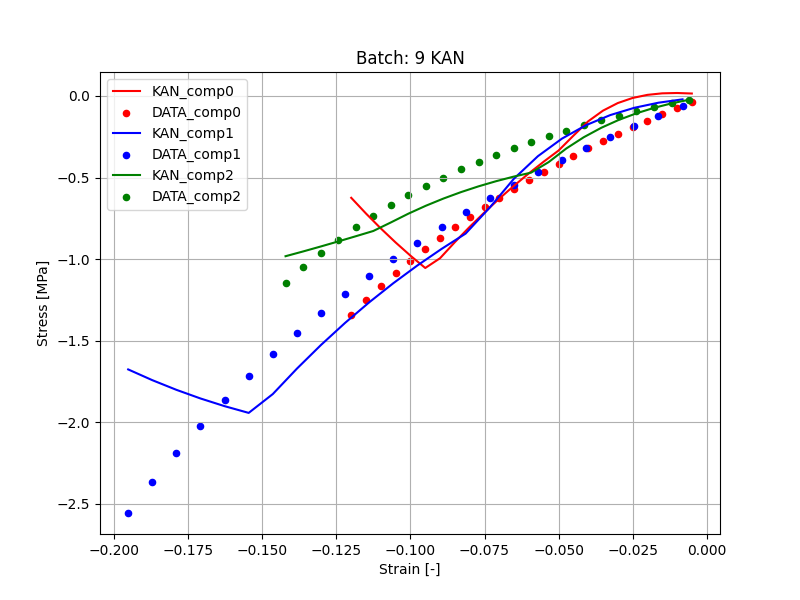 Batch: 9 KAN
KAN_comp0
DATA_comp0
KAN_comp1
DATA_comp1
KAN_comp2
DATA_comp2
0.0
−0.5
−1.0
−1.5
−2.0
−2.5
Stress [MPa]
−0.200 −0.175 −0.150 −0.125 −0.100 −0.075 −0.050 −0.025 0.000
Strain [-]